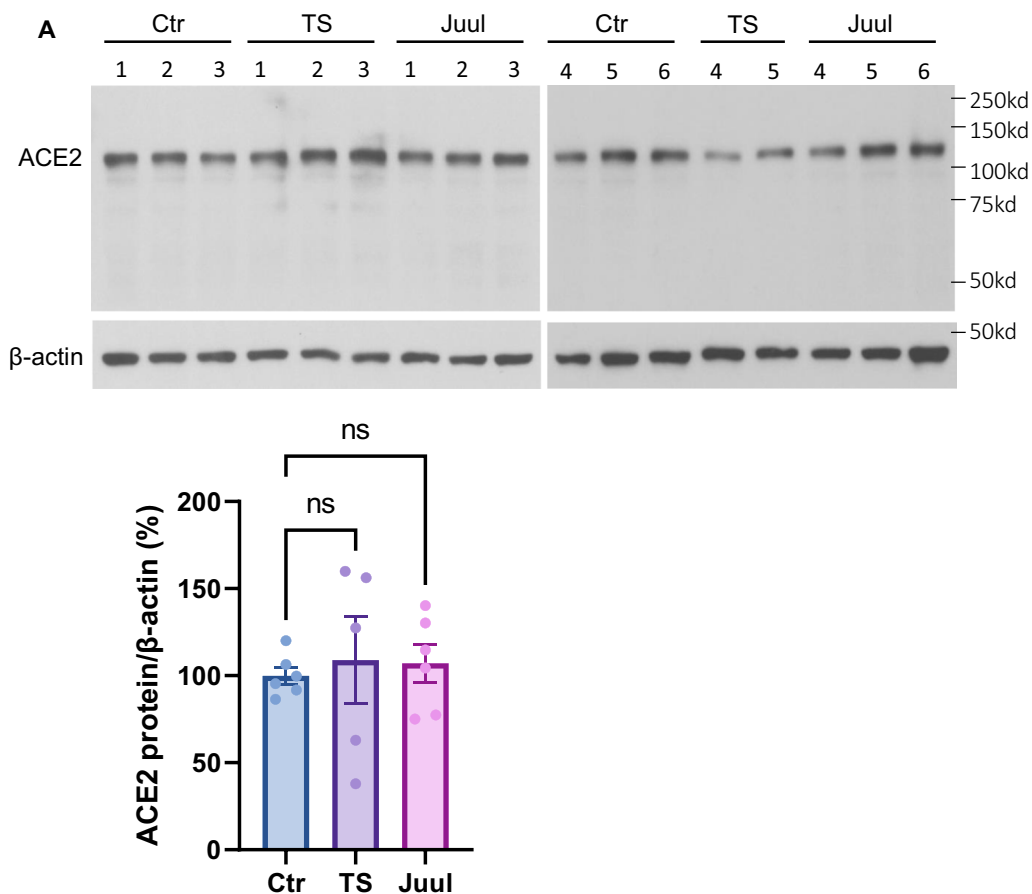 A
Ctr TS Juul Ctr TS Juul
1 2 3 1 2 3 1 2 3 4 5 6 4 5 4 5 6
250kd
150kd
ACE2
100kd
75kd
50kd
50kd
β-actin
ns
ns
ACE2 protein/β-actin (%)
200
150
100
50
0
Ctr TS Juul